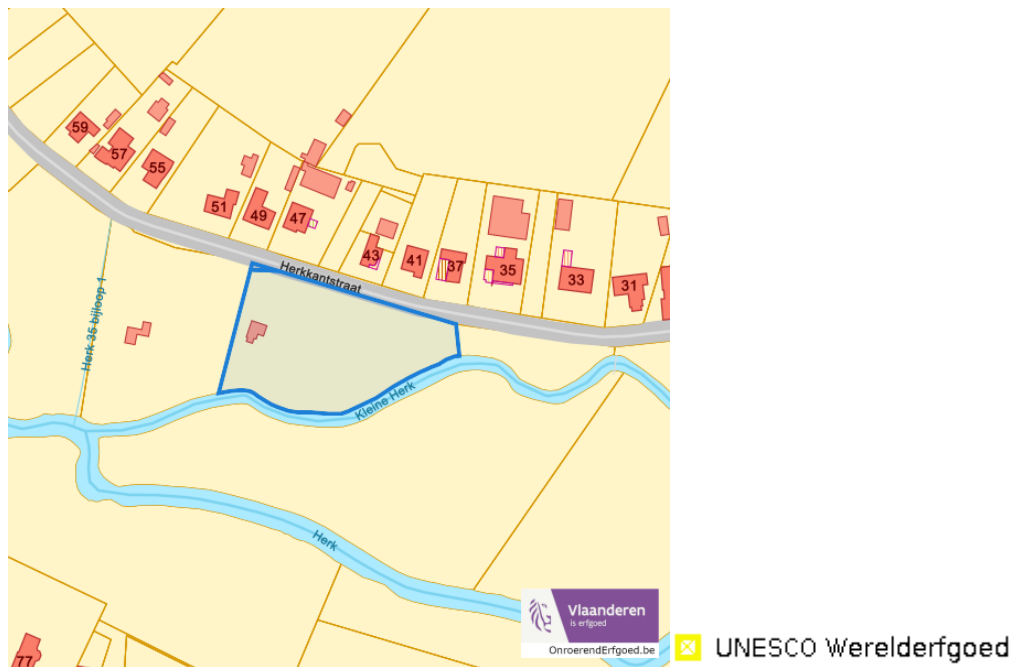 59
57
55
51
49
47
43
41
37
35
33
31
Herkkantstraat
Herk 35 bijloop 1
Kleine Herk
Herk
77
Vlaanderen
is erfgoed
OnroerendErfgoed.be
UNESCO Werelderfgoed